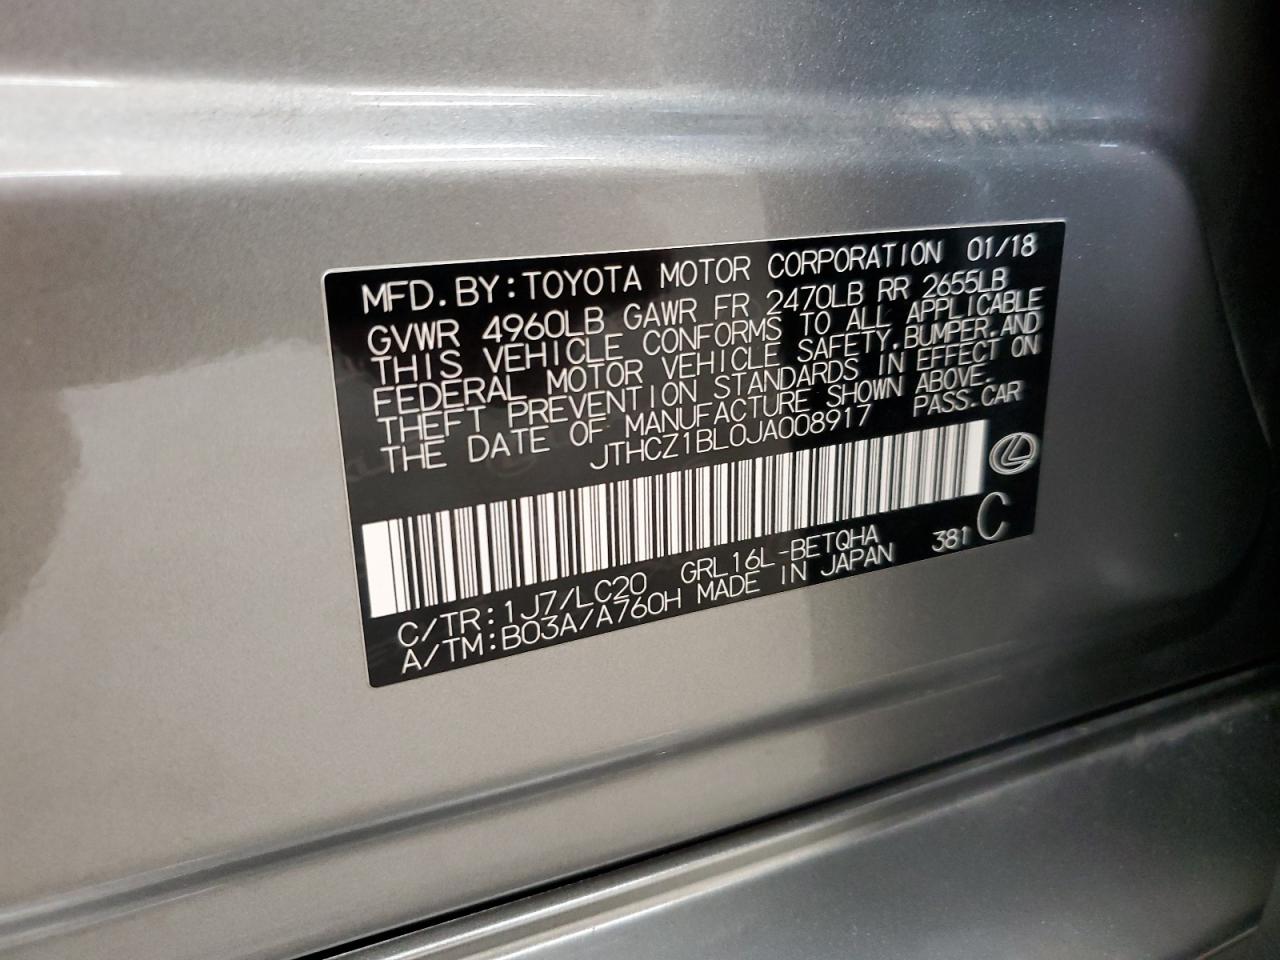 MFD. BY: TOYOTA MOTOR CORPORATION 01/18
GVWR 4960LB GAWR FR 2470LB RR 2655LB
THIS VEHICLE CONFORMS TO ALL APPLICABLE
FEDERAL MOTOR VEHICLE SAFETY, BUMPER, AND
THEFT PREVENTION STANDARDS IN EFFECT ON
THE DATE OF MANUFACTURE SHOWN ABOVE.
JTHCZ1BL0JA008917 PASS. CAR
C/TR: 1J7/LC20 GRL16L-BETQHA 381 C
A/TM: B03A/A760H MADE IN JAPAN